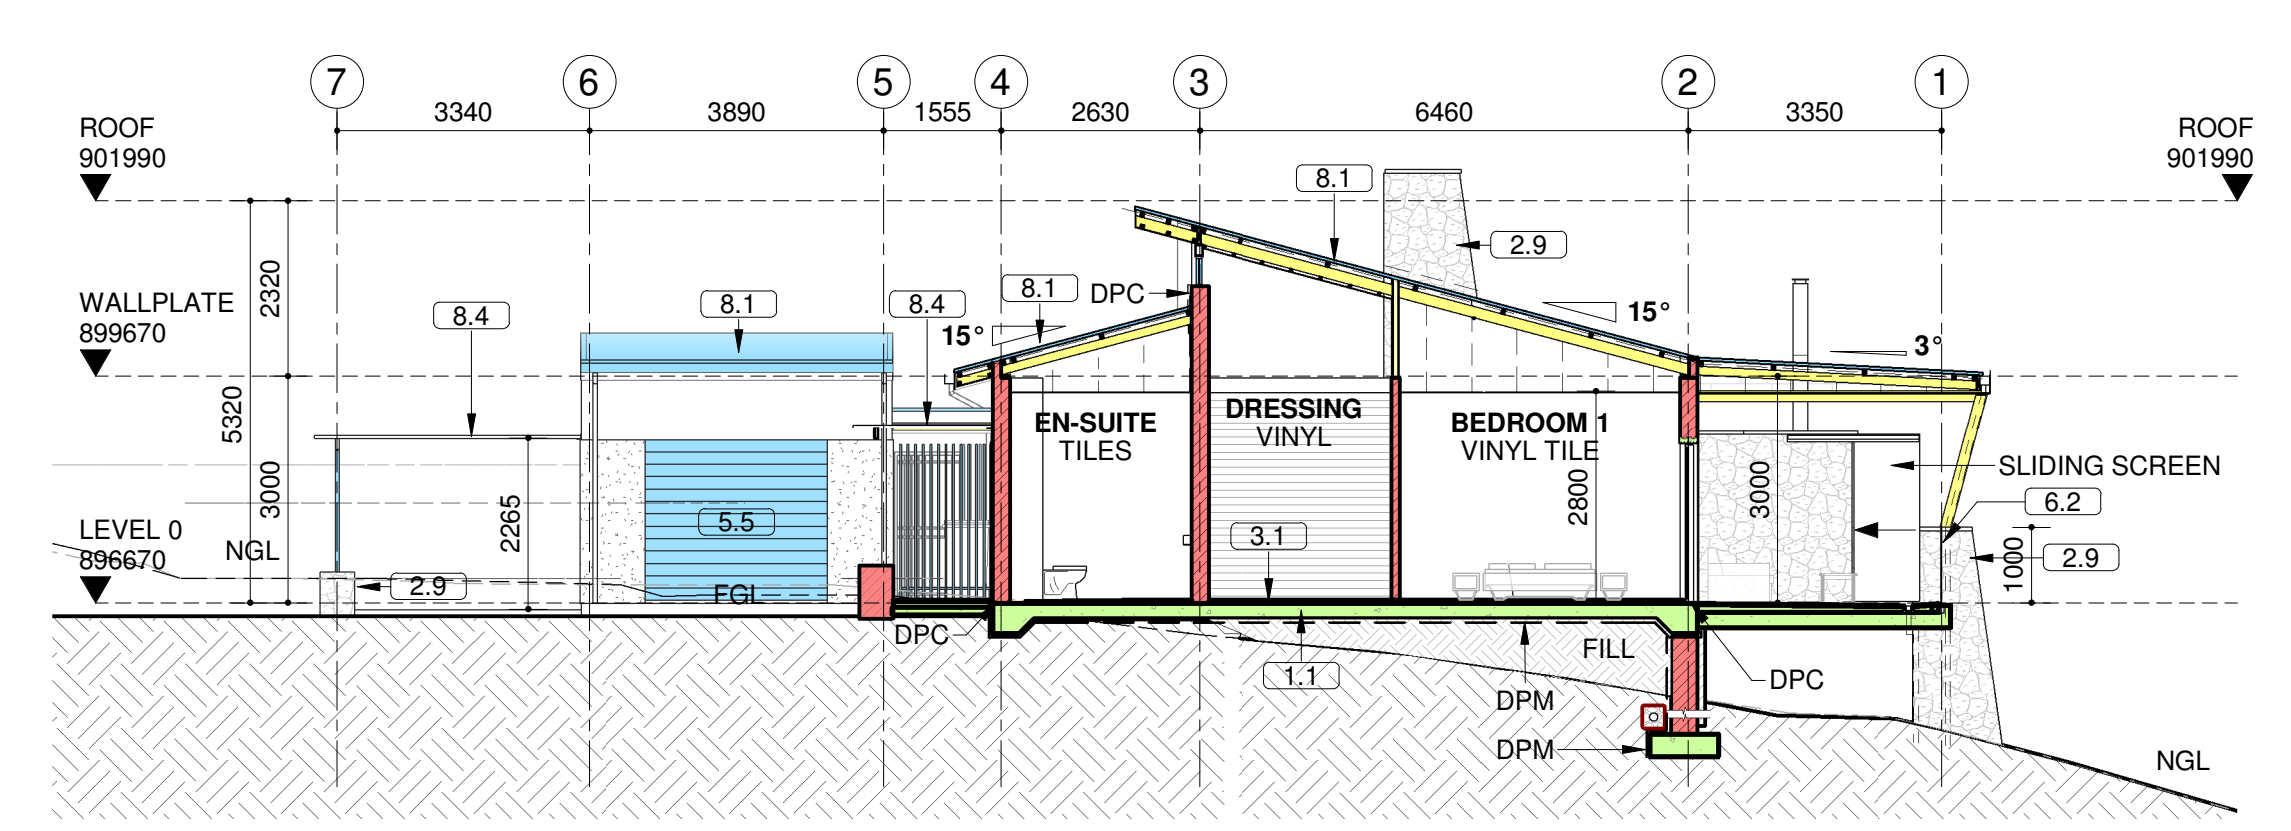 7 6 5 4 3 2 1
3340 3890 1555 2630 6460 3350
ROOF
901990
ROOF
901990
8.1
2.9
2320
WALLPLATE
899670
8.4
8.1
8.4
8.1
DPC
15°
15°
3°
5320
3000
EN-SUITE
TILES
DRESSING
VINYL
BEDROOM 1
VINYL TILE
SLIDING SCREEN
2265
2800
3000
6.2
5.5
3.1
LEVEL 0
896670
NGL
2.9
FGL
1000
2.9
DPC
FILL
1.1
DPM
DPC
DPM
NGL